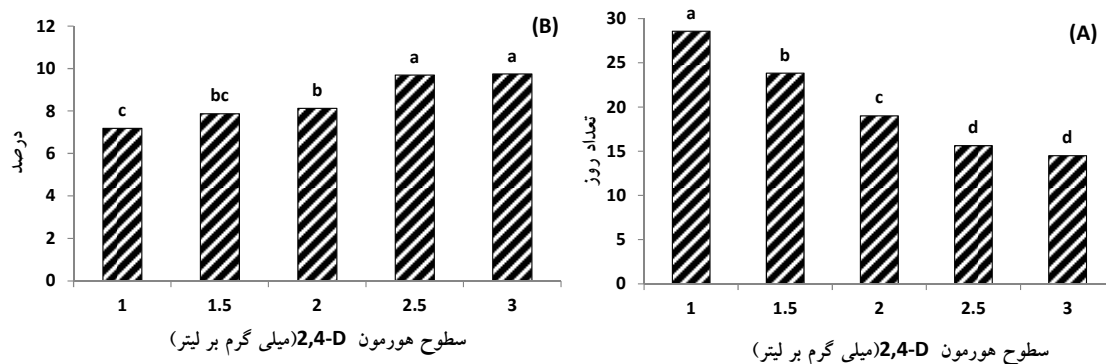 (B)
درصد
12
10
8
6
4
2
0
c
bc
b
a
a
1 1.5 2 2.5 3
سطوح هورمون 2,4-D(میلی گرم بر لیتر)
(A)
تعداد روز
30
25
20
15
10
5
0
a
b
c
d
d
1 1.5 2 2.5 3
سطوح هورمون 2,4-D(میلی گرم بر لیتر)